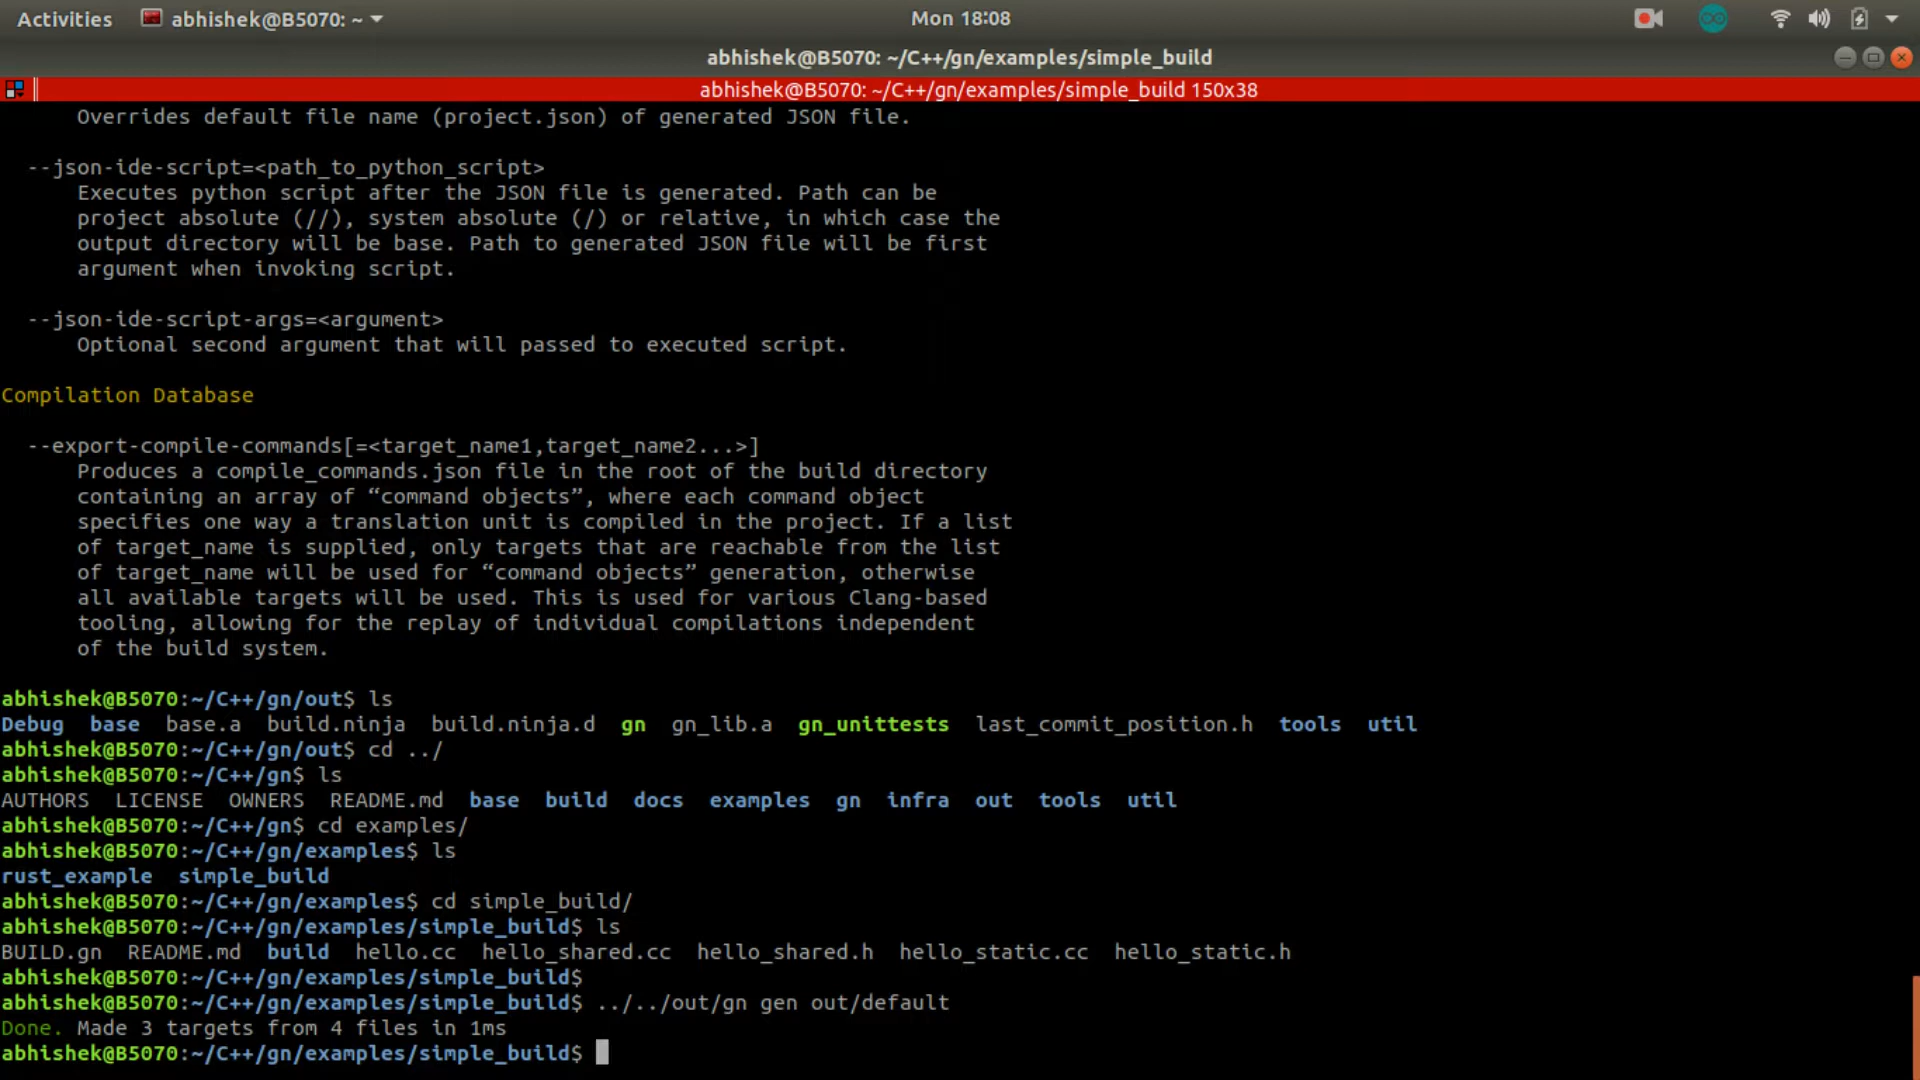 Activities abhishek@B5070: ~ Mon 18:08
abhishek@B5070: ~/C++/gn/examples/simple_build
abhishek@B5070: ~/C++/gn/examples/simple_build 150x38
Overrides default file name (project.json) of generated JSON file.
--json-ide-script=<path_to_python_script>
Executes python script after the JSON file is generated. Path can be
project absolute (//), system absolute (/) or relative, in which case the
output directory will be base. Path to generated JSON file will be first
argument when invoking script.
--json-ide-script-args=<argument>
Optional second argument that will passed to executed script.
Compilation Database
--export-compile-commands[=<target_name1,target_name2...>]
Produces a compile_commands.json file in the root of the build directory
containing an array of “command objects”, where each command object
specifies one way a translation unit is compiled in the project. If a list
of target_name is supplied, only targets that are reachable from the list
of target_name will be used for “command objects” generation, otherwise
all available targets will be used. This is used for various Clang-based
tooling, allowing for the replay of individual compilations independent
of the build system.
abhishek@B5070:~/C++/gn/out$ ls
Debug base base.a build.ninja build.ninja.d gn gn_lib.a gn_unittests last_commit_position.h tools util
abhishek@B5070:~/C++/gn/out$ cd ../
abhishek@B5070:~/C++/gn$ ls
AUTHORS LICENSE OWNERS README.md base build docs examples gn infra out tools util
abhishek@B5070:~/C++/gn$ cd examples/
abhishek@B5070:~/C++/gn/examples$ ls
rust_example simple_build
abhishek@B5070:~/C++/gn/examples$ cd simple_build/
abhishek@B5070:~/C++/gn/examples/simple_build$ ls
BUILD.gn README.md build hello.cc hello_shared.cc hello_shared.h hello_static.cc hello_static.h
abhishek@B5070:~/C++/gn/examples/simple_build$
abhishek@B5070:~/C++/gn/examples/simple_build$ ../../out/gn gen out/default
Done. Made 3 targets from 4 files in 1ms
abhishek@B5070:~/C++/gn/examples/simple_build$